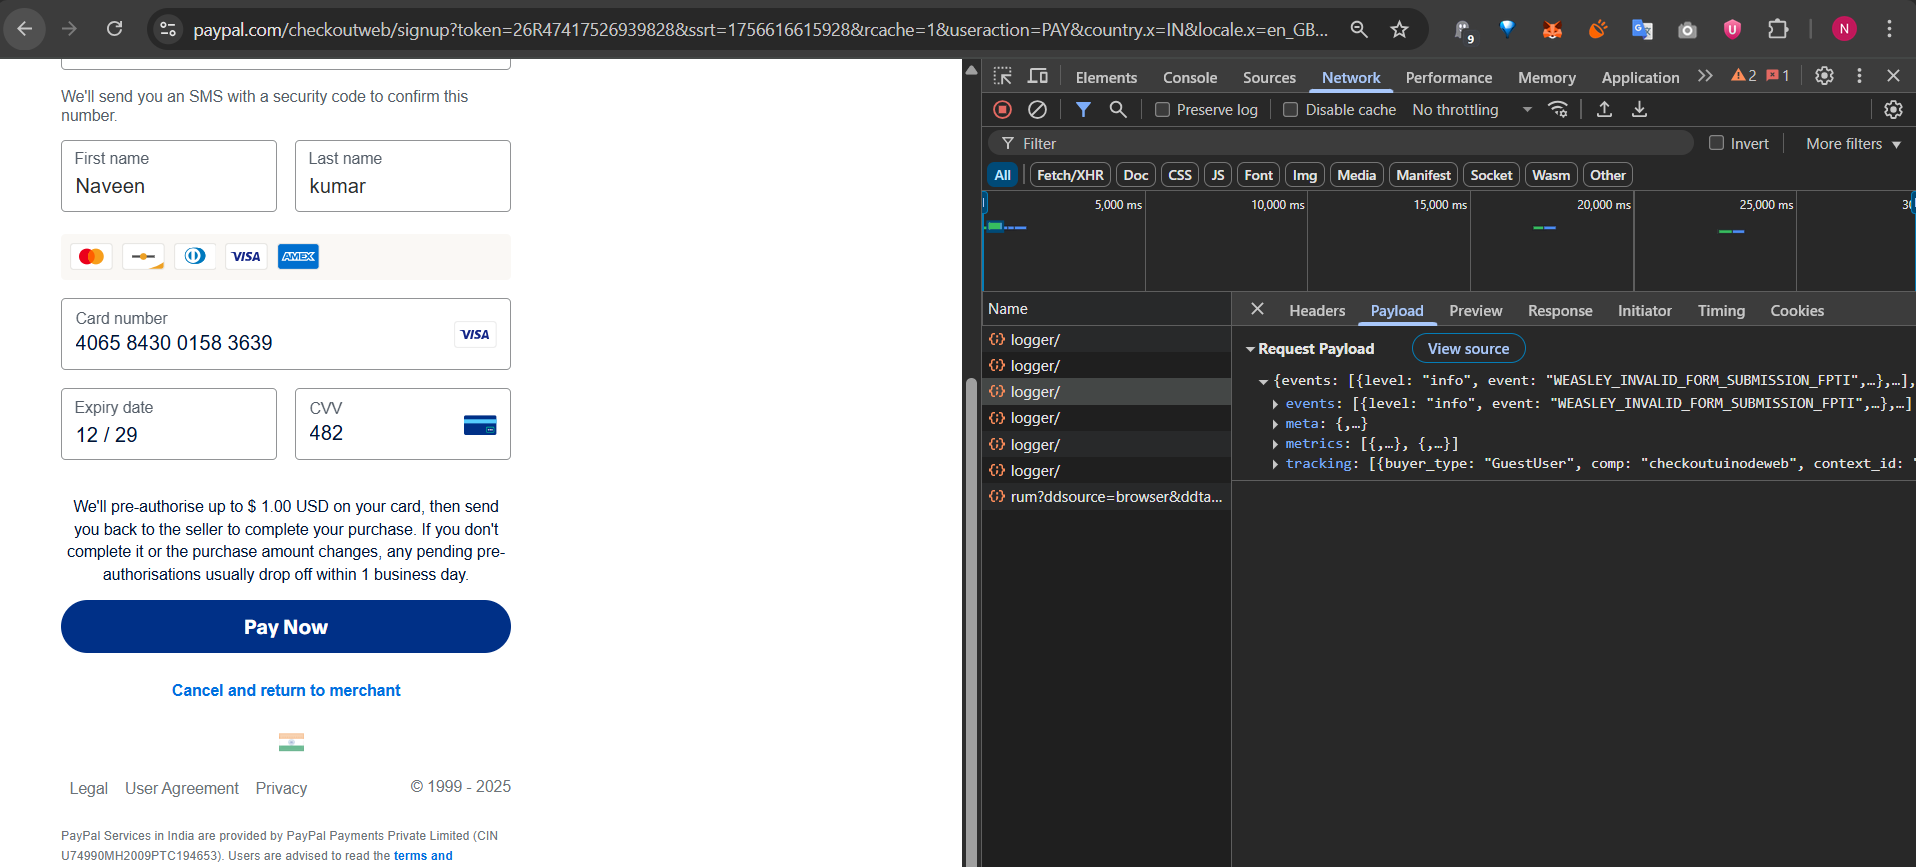 paypal.com/checkoutweb/signup?token=26R47417526939828&ssrt=1756616615928&rcache=1&useraction=PAY&country.x=IN&locale.x=en_GB...
9
N
We'll send you an SMS with a security code to confirm this
number.
First name
Naveen
Last name
kumar
VISA
AMEX
Card number
4065 8430 0158 3639
VISA
Expiry date
12 / 29
CVV
482
We'll pre-authorise up to $ 1.00 USD on your card, then send
you back to the seller to complete your purchase. If you don't
complete it or the purchase amount changes, any pending pre-
authorisations usually drop off within 1 business day.
Pay Now
Cancel and return to merchant
Legal User Agreement Privacy © 1999 - 2025
PayPal Services in India are provided by PayPal Payments Private Limited (CIN
U74990MH2009PTC194653). Users are advised to read the terms and
Elements Console Sources Network Performance Memory Application 2 1
Preserve log Disable cache No throttling
Filter Invert More filters
All Fetch/XHR Doc CSS JS Font Img Media Manifest Socket Wasm Other
5,000 ms 10,000 ms 15,000 ms 20,000 ms 25,000 ms
Name
logger/
logger/
logger/
logger/
logger/
logger/
rum?ddsource=browser&ddta...
Headers Payload Preview Response Initiator Timing Cookies
Request Payload View source
{events: [{level: "info", event: "WEASLEY_INVALID_FORM_SUBMISSION_FPTI",…},…],
events: [{level: "info", event: "WEASLEY_INVALID_FORM_SUBMISSION_FPTI",…},…]
meta: {,…}
metrics: [{,…}, {,…}]
tracking: [{buyer_type: "GuestUser", comp: "checkoutuinodeweb", context_id: "